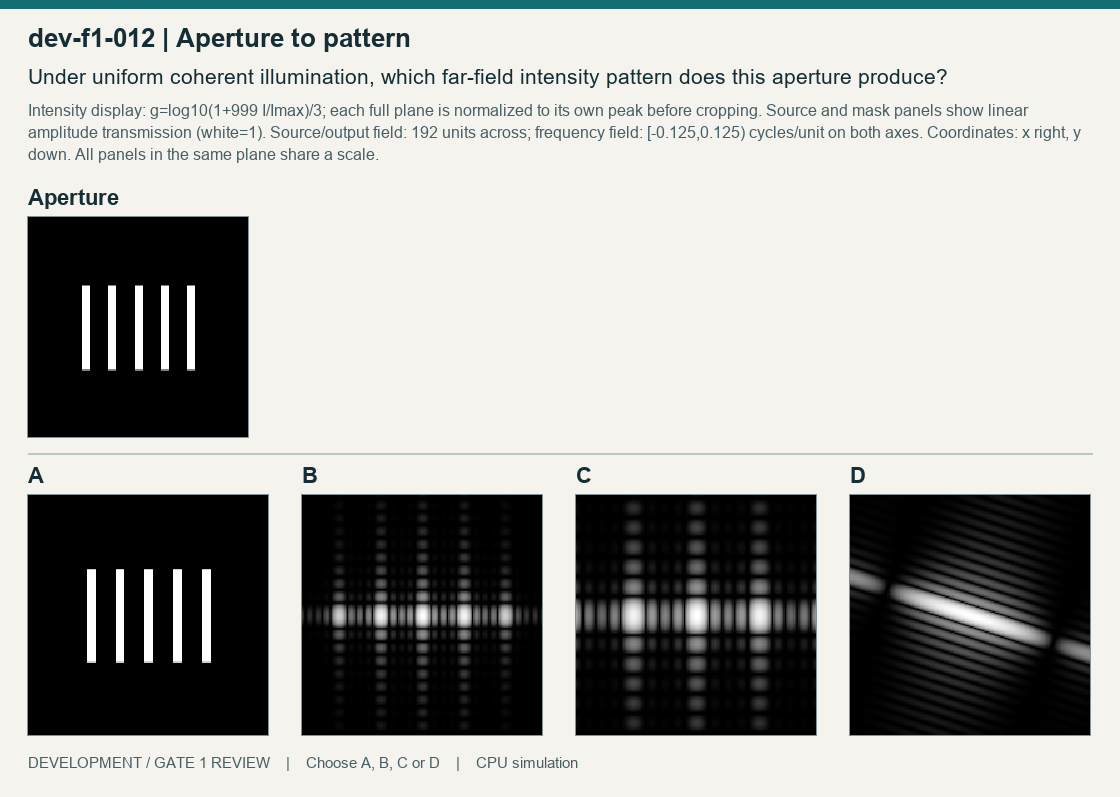 dev-f1-012 | Aperture to pattern
Under uniform coherent illumination, which far-field intensity pattern does this aperture produce?
Intensity display: g=log10(1+999 I/Imax)/3; each full plane is normalized to its own peak before cropping. Source and mask panels show linear
amplitude transmission (white=1). Source/output field: 192 units across; frequency field: [-0.125,0.125) cycles/unit on both axes. Coordinates: x right, y
down. All panels in the same plane share a scale.
Aperture
A B C D
DEVELOPMENT / GATE 1 REVIEW | Choose A, B, C or D | CPU simulation